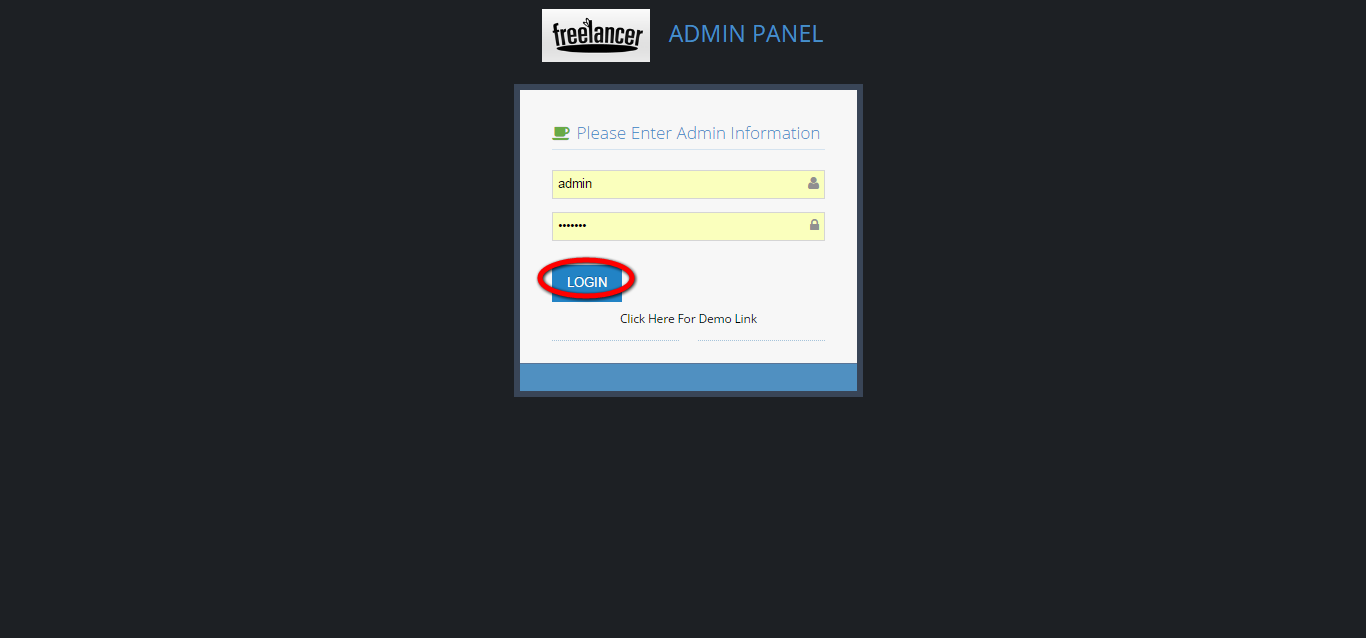 freelancer ADMIN PANEL
Please Enter Admin Information
admin
•••••••
LOGIN
Click Here For Demo Link